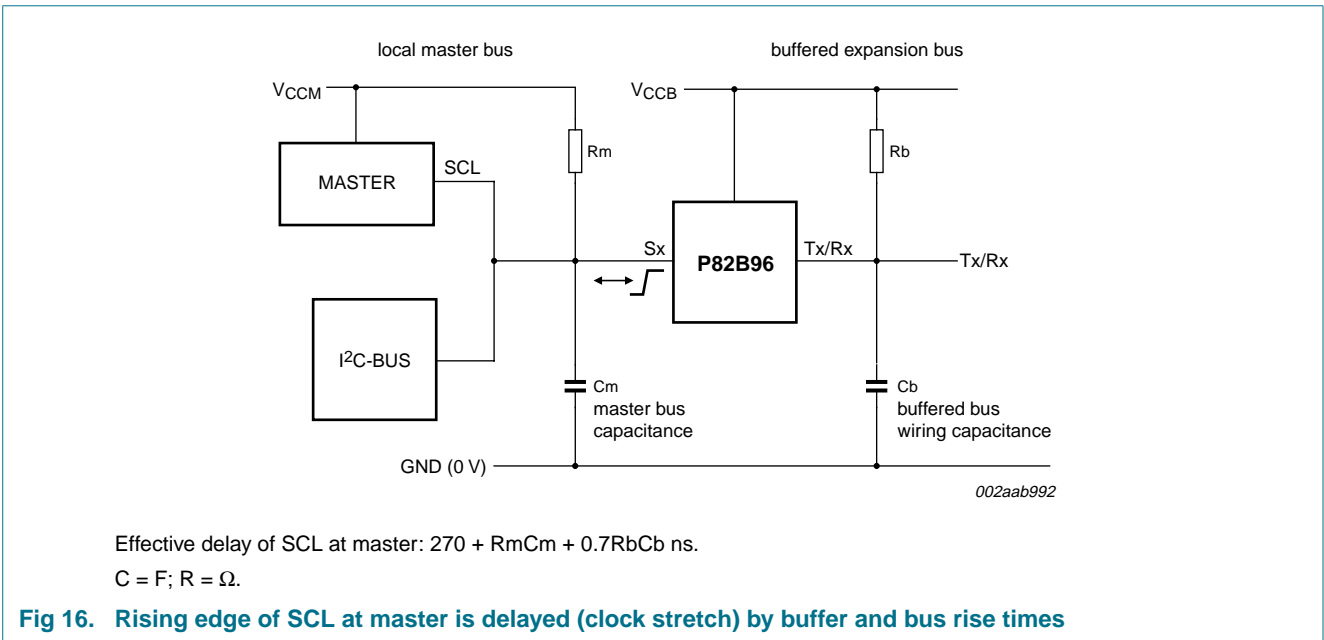 local master bus
buffered expansion bus
VCCM
VCCB
Rm
Rb
MASTER
SCL
Sx
P82B96
Tx/Rx
Tx/Rx
I2C-BUS
Cm
master bus
capacitance
Cb
buffered bus
wiring capacitance
GND (0 V)
002aab992
Effective delay of SCL at master: 270 + RmCm + 0.7RbCb ns.
C = F; R = Ω.
Fig 16. Rising edge of SCL at master is delayed (clock stretch) by buffer and bus rise times